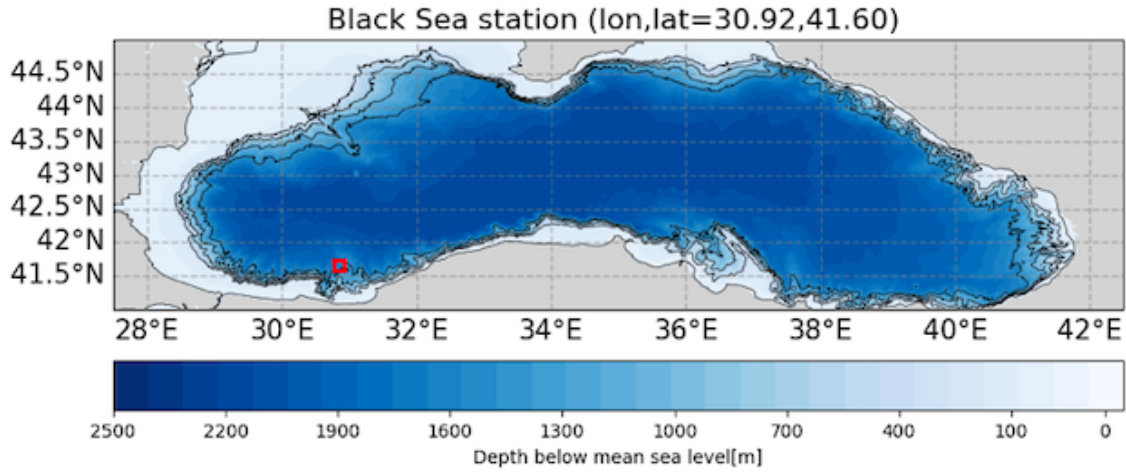 Black Sea station (lon,lat=30.92,41.60)
44.5°N
44°N
43.5°N
43°N
42.5°N
42°N
41.5°N
28°E 30°E 32°E 34°E 36°E 38°E 40°E 42°E
2500 2200 1900 1600 1300 1000 700 400 100 0
Depth below mean sea level[m]